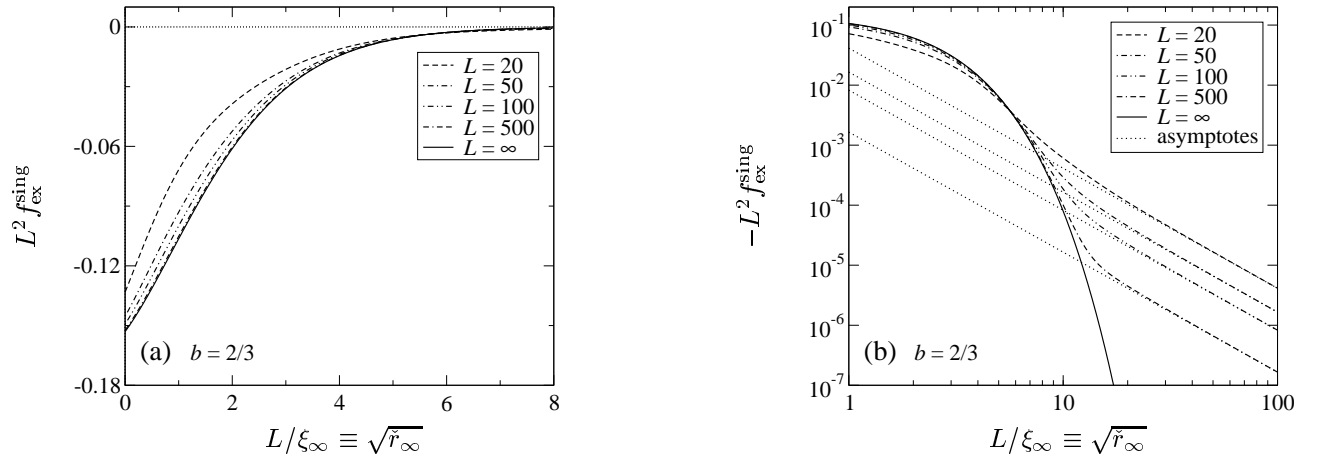 0
-0.06
-0.12
-0.18
L² f_ex^sing
L = 20
L = 50
L = 100
L = 500
L = ∞
(a) b = 2/3
0 2 4 6 8
L/ξ_∞ ≡ √ř_∞
10⁻¹
10⁻²
10⁻³
10⁻⁴
10⁻⁵
10⁻⁶
10⁻⁷
−L² f_ex^sing
L = 20
L = 50
L = 100
L = 500
L = ∞
asymptotes
(b) b = 2/3
1 10 100
L/ξ_∞ ≡ √ř_∞